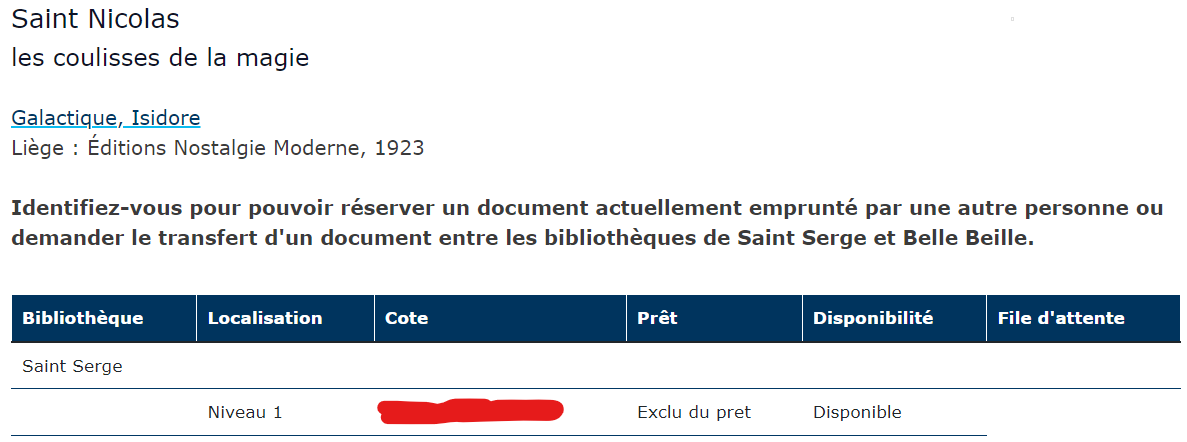 Saint Nicolas
les coulisses de la magie
Galactique, Isidore
Liège : Éditions Nostalgie Moderne, 1923
Identifiez-vous pour pouvoir réserver un document actuellement emprunté par une autre personne ou
demander le transfert d'un document entre les bibliothèques de Saint Serge et Belle Beille.
Bibliothèque Localisation Cote Prêt Disponibilité File d'attente
Saint Serge
Niveau 1 Exclu du pret Disponible